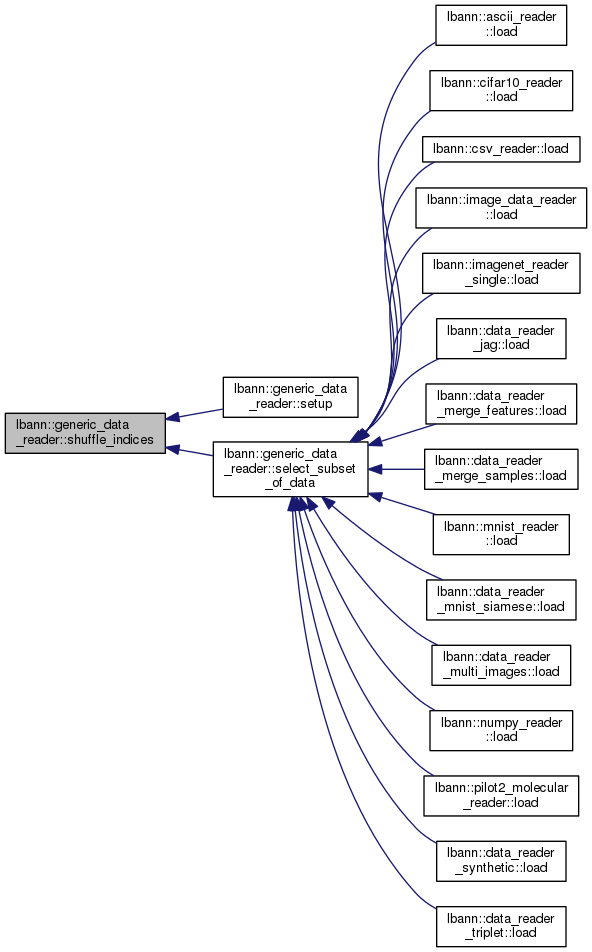 lbann::ascii_reader
::load
lbann::cifar10_reader
::load
lbann::csv_reader::load
lbann::image_data_reader
::load
lbann::imagenet_reader
_single::load
lbann::data_reader
_jag::load
lbann::generic_data
_reader::setup
lbann::data_reader
_merge_features::load
lbann::generic_data
_reader::shuffle_indices
lbann::generic_data
_reader::select_subset
_of_data
lbann::data_reader
_merge_samples::load
lbann::mnist_reader
::load
lbann::data_reader
_mnist_siamese::load
lbann::data_reader
_multi_images::load
lbann::numpy_reader
::load
lbann::pilot2_molecular
_reader::load
lbann::data_reader
_synthetic::load
lbann::data_reader
_triplet::load